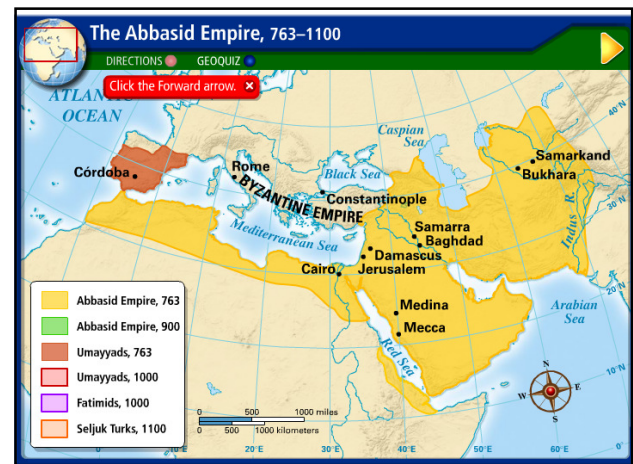 The Abbasid Empire, 763–1100
DIRECTIONS GEOQUIZ
Click the Forward arrow. ×
ATLANTIC
OCEAN
Caspian
Sea
40°N
Samarkand
Bukhara
Córdoba
Rome
Black Sea
BYZANTINE EMPIRE
Constantinople
30°N
Indus R.
Mediterranean Sea
Samarra
Baghdad
Damascus
Cairo
Jerusalem
20°N
Arabian
Sea
Medina
Mecca
Red Sea
Abbasid Empire, 763
Abbasid Empire, 900
Umayyads, 763
Umayyads, 1000
Fatimids, 1000
Seljuk Turks, 1100
N
W E
S
10°N
0 500 1000 miles
0 500 1000 kilometers
10°E 20°E 30°E 40°E 50°E 60°E 0°